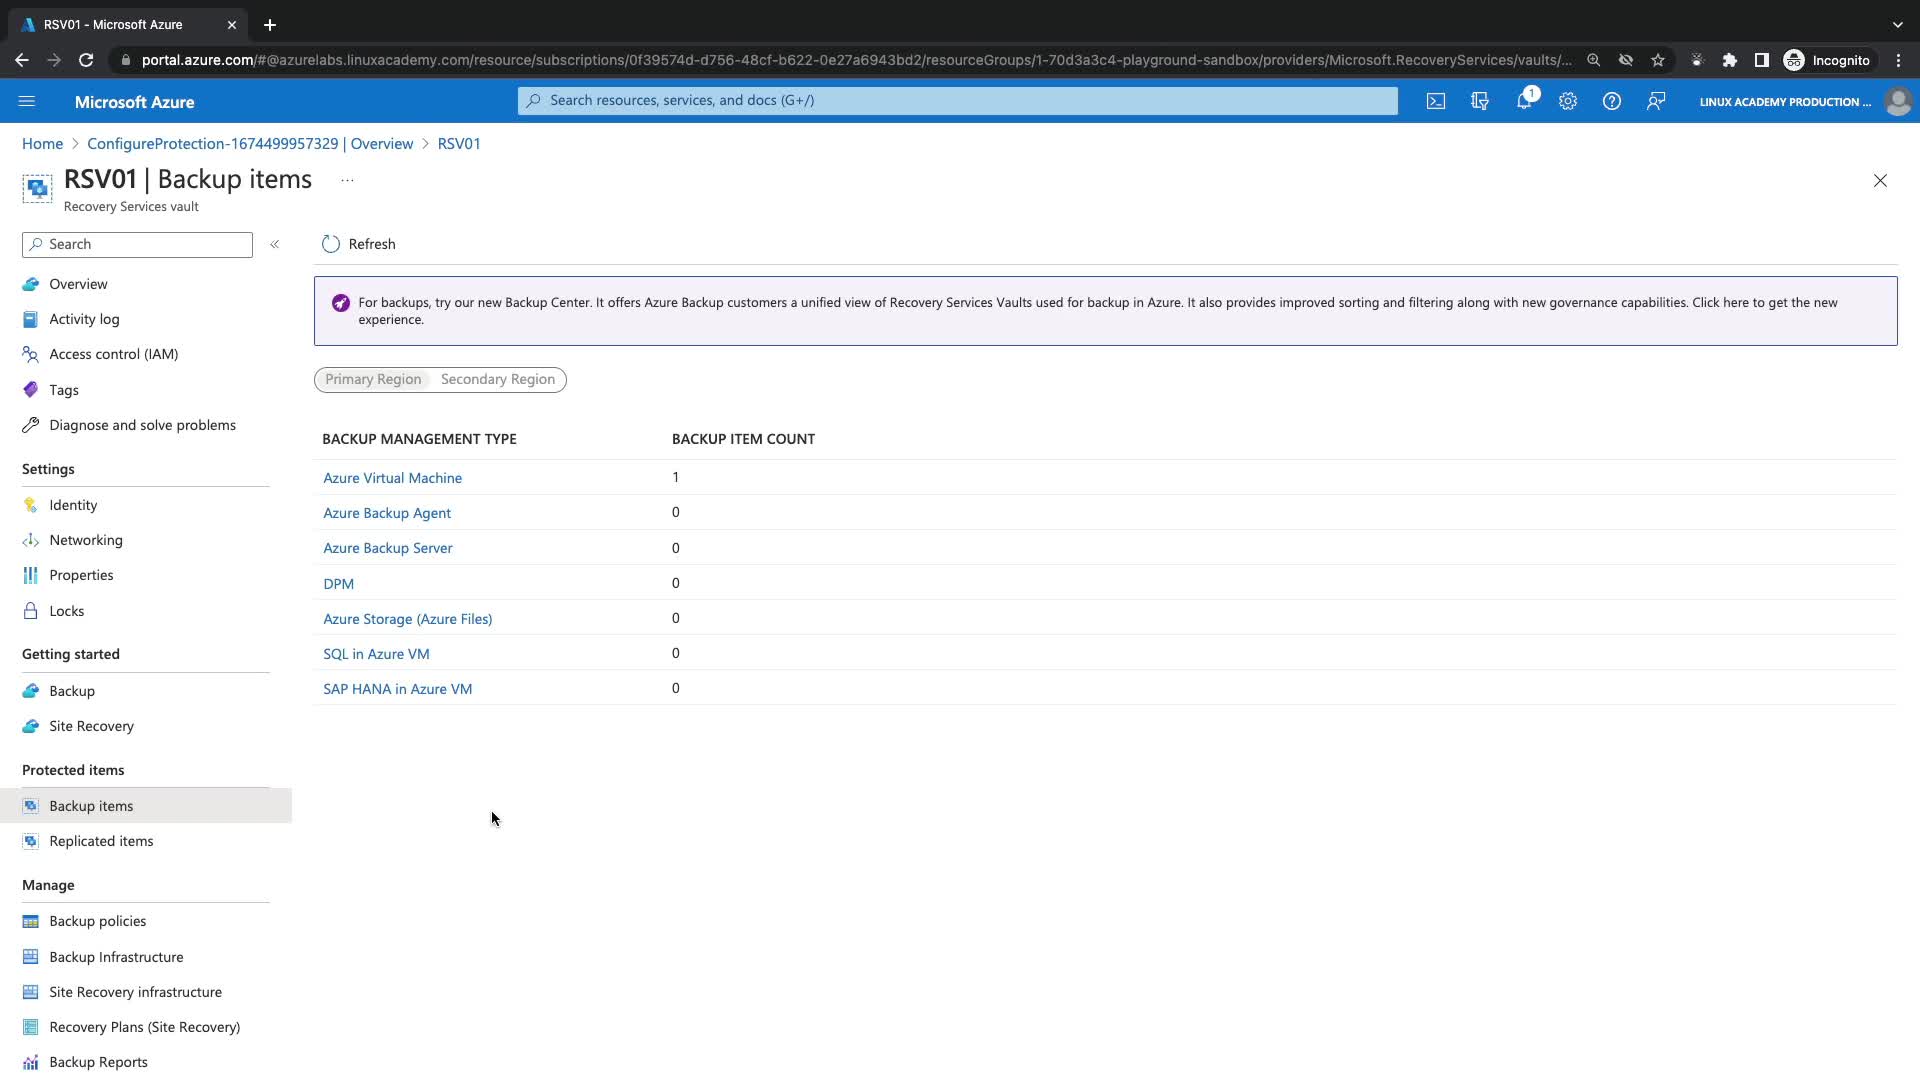 RSV01 - Microsoft Azure
portal.azure.com/#@azurelabs.linuxacademy.com/resource/subscriptions/0f39574d-d756-48cf-b622-0e27a6943bd2/resourceGroups/1-70d3a3c4-playground-sandbox/providers/Microsoft.RecoveryServices/vaults/...
Incognito
Microsoft Azure
Search resources, services, and docs (G+/)
1
LINUX ACADEMY PRODUCTION ...
Home > ConfigureProtection-1674499957329 | Overview > RSV01
RSV01 | Backup items ...
Recovery Services vault
Search
Refresh
Overview
Activity log
Access control (IAM)
Tags
Diagnose and solve problems
Settings
Identity
Networking
Properties
Locks
Getting started
Backup
Site Recovery
Protected items
Backup items
Replicated items
Manage
Backup policies
Backup Infrastructure
Site Recovery infrastructure
Recovery Plans (Site Recovery)
Backup Reports
For backups, try our new Backup Center. It offers Azure Backup customers a unified view of Recovery Services Vaults used for backup in Azure. It also provides improved sorting and filtering along with new governance capabilities. Click here to get the new
experience.
Primary Region Secondary Region
BACKUP MANAGEMENT TYPE BACKUP ITEM COUNT
Azure Virtual Machine 1
Azure Backup Agent 0
Azure Backup Server 0
DPM 0
Azure Storage (Azure Files) 0
SQL in Azure VM 0
SAP HANA in Azure VM 0